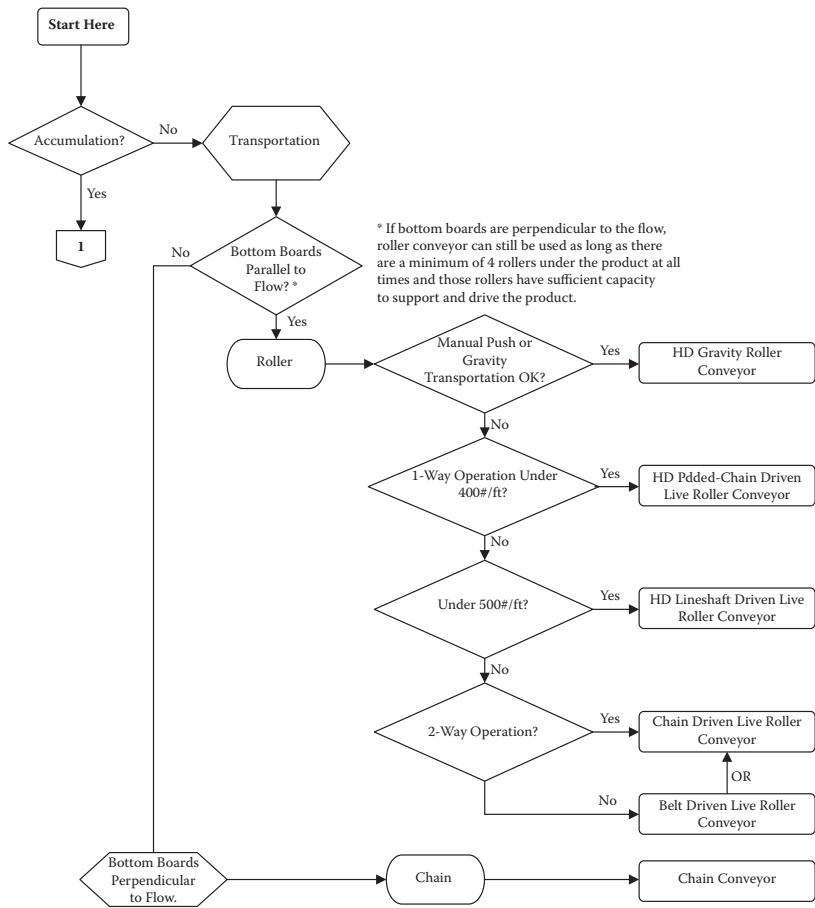 Start Here
Accumulation?
No
Transportation
Yes
1
No
Bottom Boards
Parallel to
Flow? *
* If bottom boards are perpendicular to the flow,
roller conveyor can still be used as long as there
are a minimum of 4 rollers under the product at all
times and those rollers have sufficient capacity
to support and drive the product.
Yes
Roller
Manual Push or
Gravity
Transportation OK?
Yes
HD Gravity Roller
Conveyor
No
1-Way Operation Under
400#/ft?
Yes
HD Pdded-Chain Driven
Live Roller Conveyor
No
Under 500#/ft?
Yes
HD Lineshaft Driven Live
Roller Conveyor
No
2-Way Operation?
Yes
Chain Driven Live Roller
Conveyor
OR
No
Belt Driven Live Roller
Conveyor
Bottom Boards
Perpendicular
to Flow.
Chain
Chain Conveyor